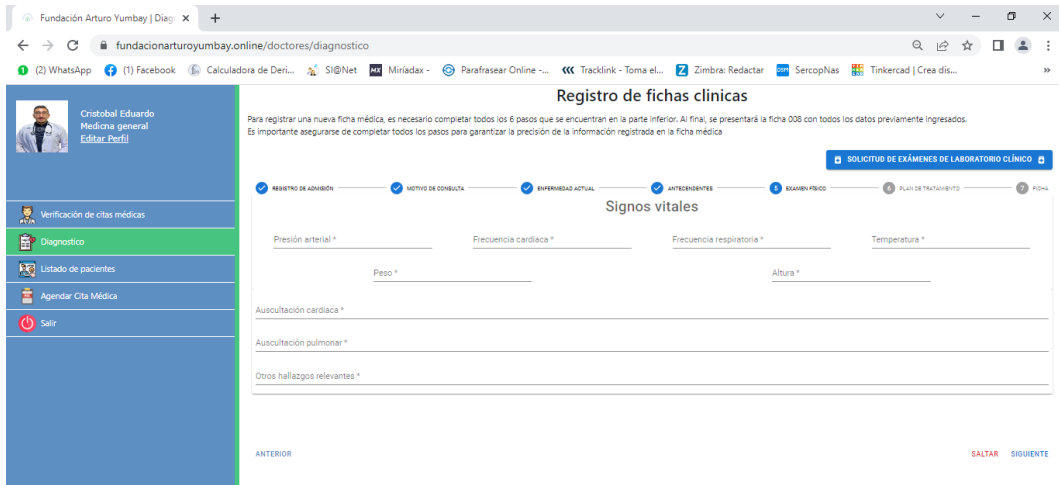 Fundación Arturo Yumbay | Diag
fundacionarturoyumbay.online/doctores/diagnostico
(2) WhatsApp (1) Facebook Calculadora de Deri... SI@Net Miríadax - Parafrasear Online -... Tracklink - Toma el... Zimbra: Redactar SercopNas Tinkercad | Crea dis...
Cristobal Eduardo
Medicna general
Editar Perfil
Verificación de citas médicas
Diagnostico
Listado de pacientes
Agendar Cita Médica
Salir
Registro de fichas clinicas
Para registrar una nueva ficha médica, es necesario completar todos los 6 pasos que se encuentran en la parte inferior. Al final, se presentará la ficha 008 con todos los datos previamente ingresados.
Es importante asegurarse de completar todos los pasos para garantizar la precisión de la información registrada en la ficha médica
SOLICITUD DE EXÁMENES DE LABORATORIO CLÍNICO
REGISTRO DE ADMISIÓN MOTIVO DE CONSULTA ENFERMEDAD ACTUAL ANTECENDENTES 5 EXAMEN FÍSICO 6 PLAN DE TRATAMIENTO 7 FICHA
Signos vitales
Presión arterial * Frecuencia cardiaca * Frecuencia respiratoria * Temperatura *
Peso * Altura *
Auscultación cardiaca *
Auscultación pulmonar *
Otros hallazgos relevantes *
ANTERIOR SALTAR SIGUIENTE